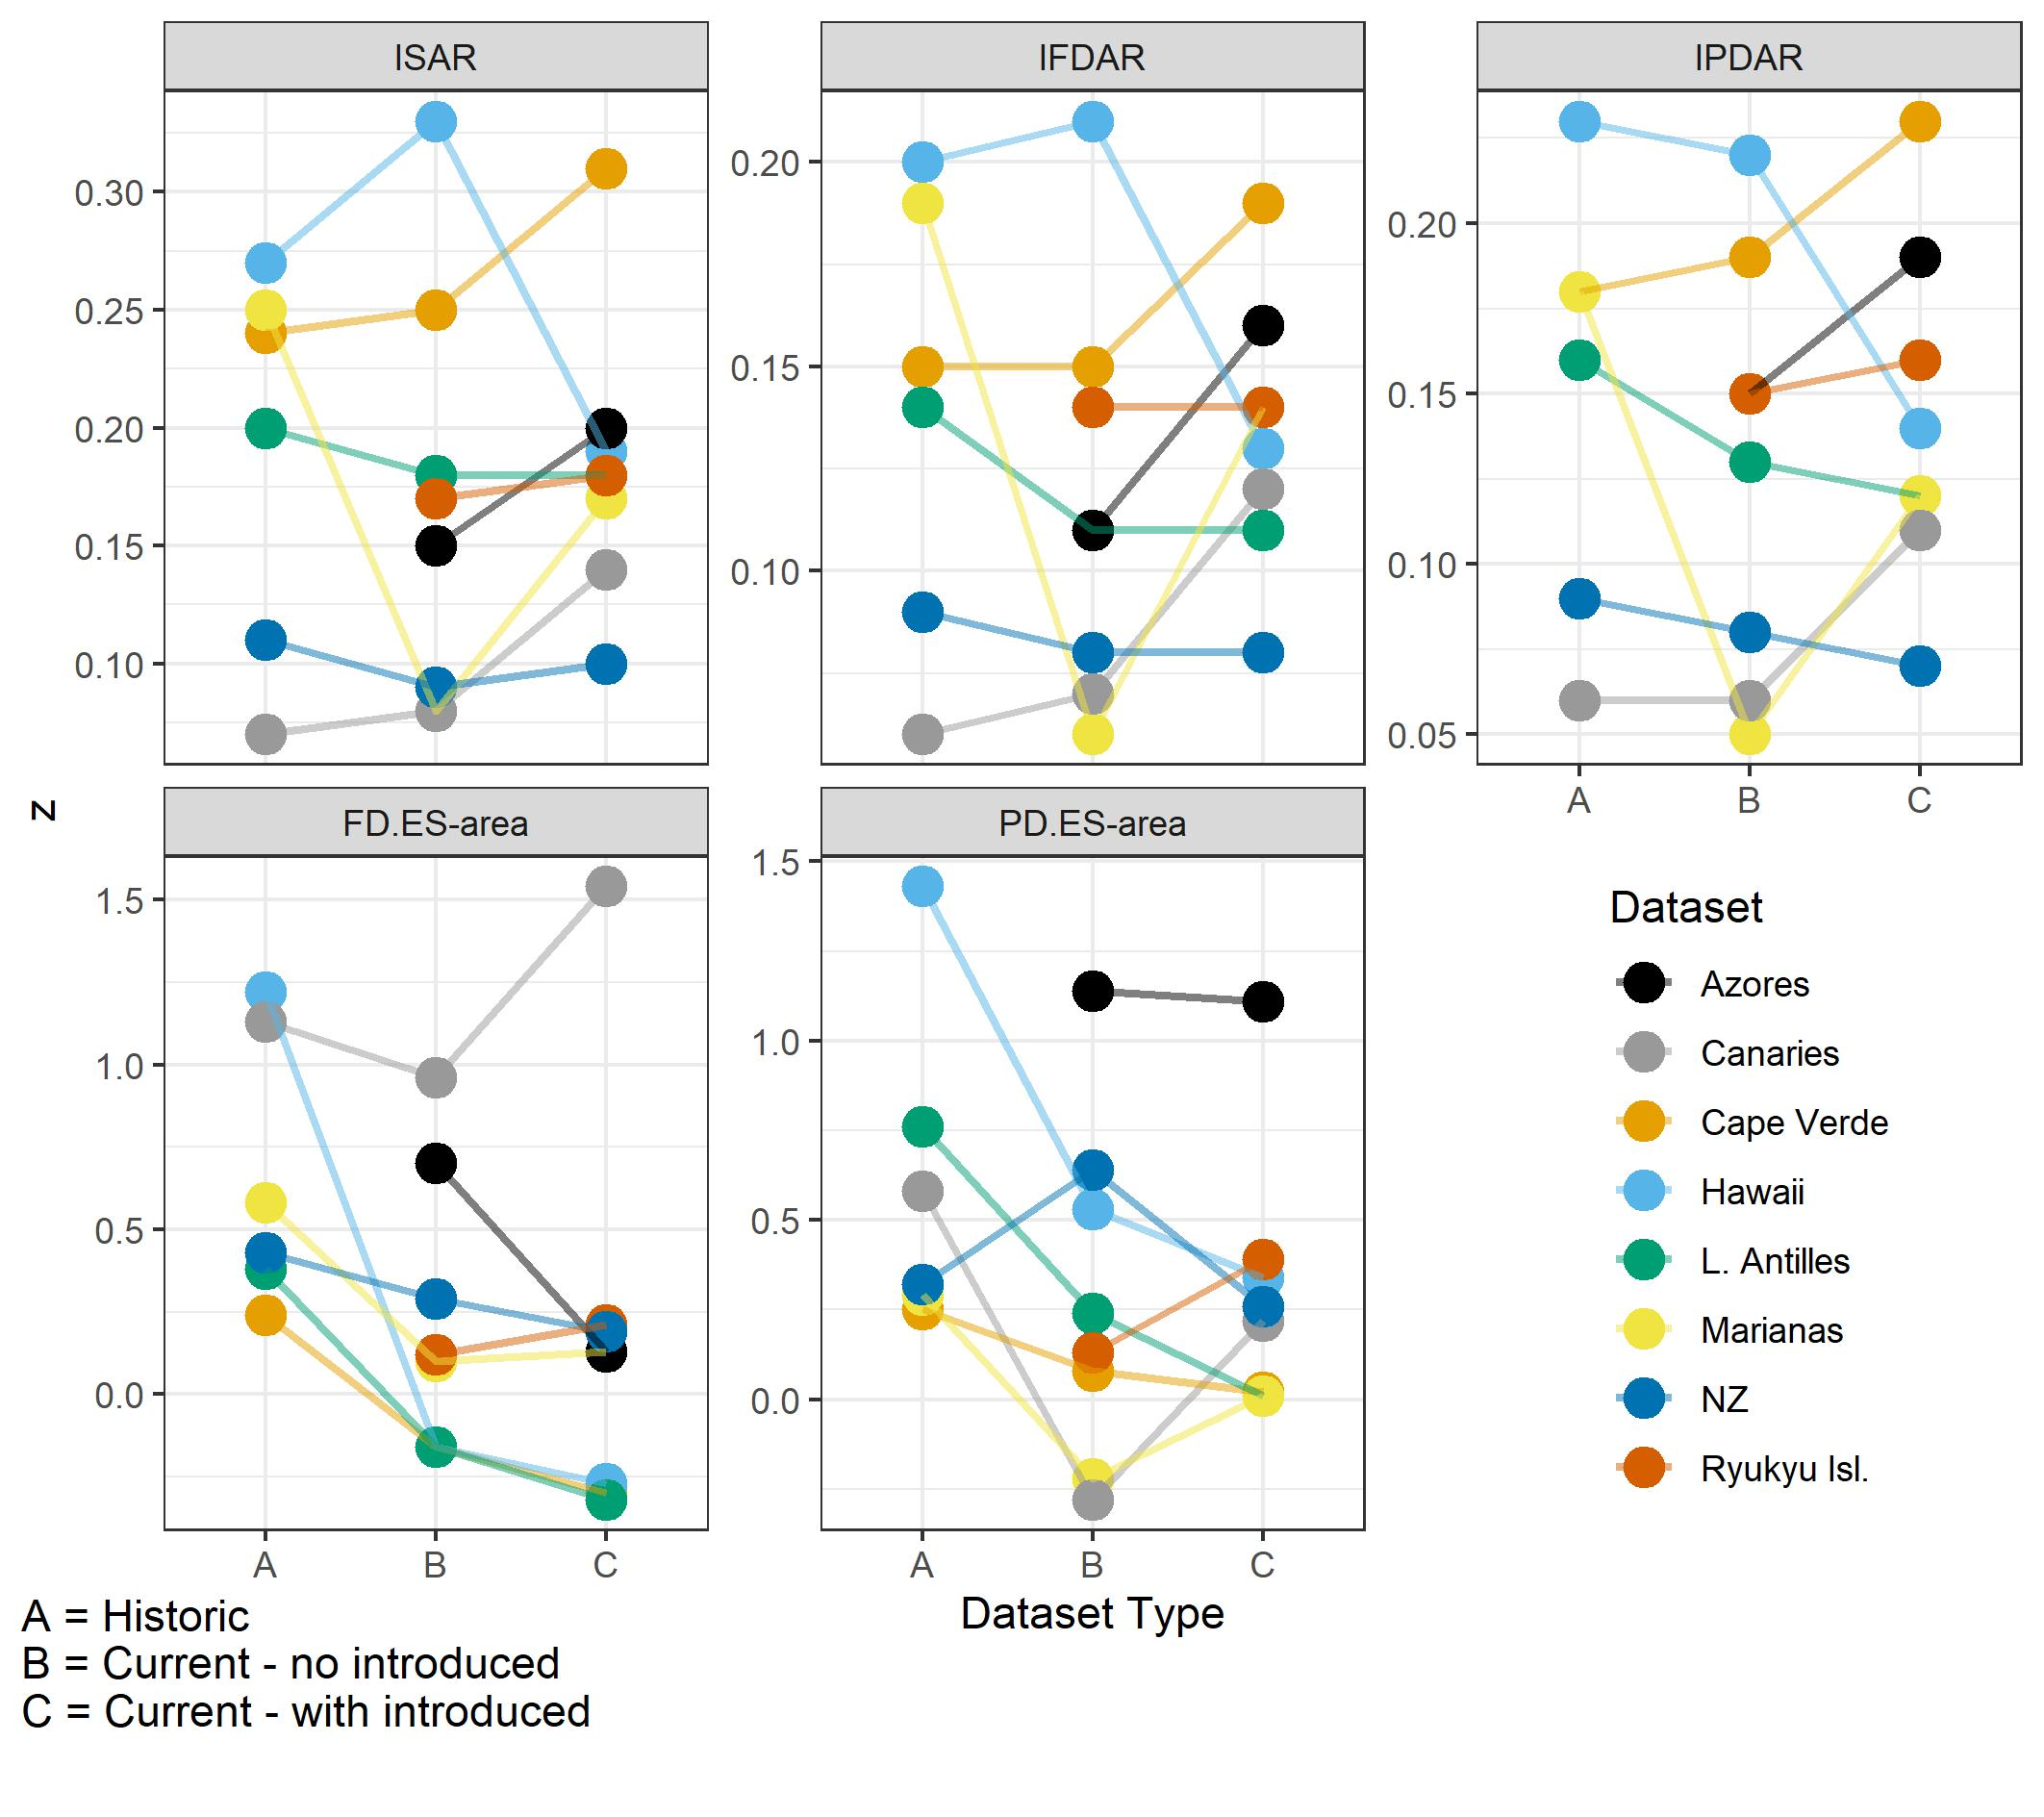 ISAR
IFDAR
IPDAR
0.30
0.25
0.20
0.15
0.10
0.20
0.15
0.10
0.20
0.15
0.10
0.05
A B C
z
FD.ES-area
PD.ES-area
1.5
1.0
0.5
0.0
1.5
1.0
0.5
0.0
A B C
A B C
Dataset Type
Dataset
Azores
Canaries
Cape Verde
Hawaii
L. Antilles
Marianas
NZ
Ryukyu Isl.
A = Historic
B = Current - no introduced
C = Current - with introduced